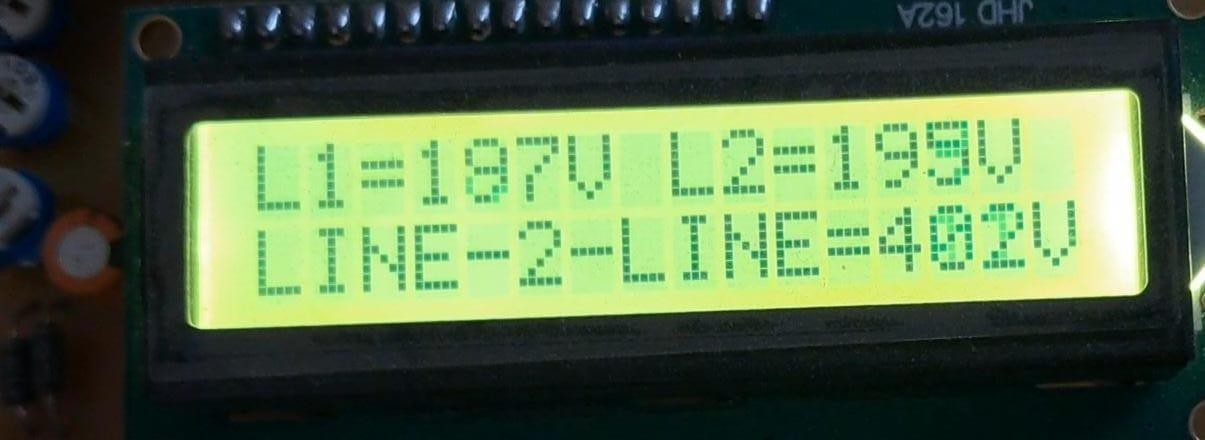 JHD 162A
L1=187V L2=199V
LINE-2-LINE=402V